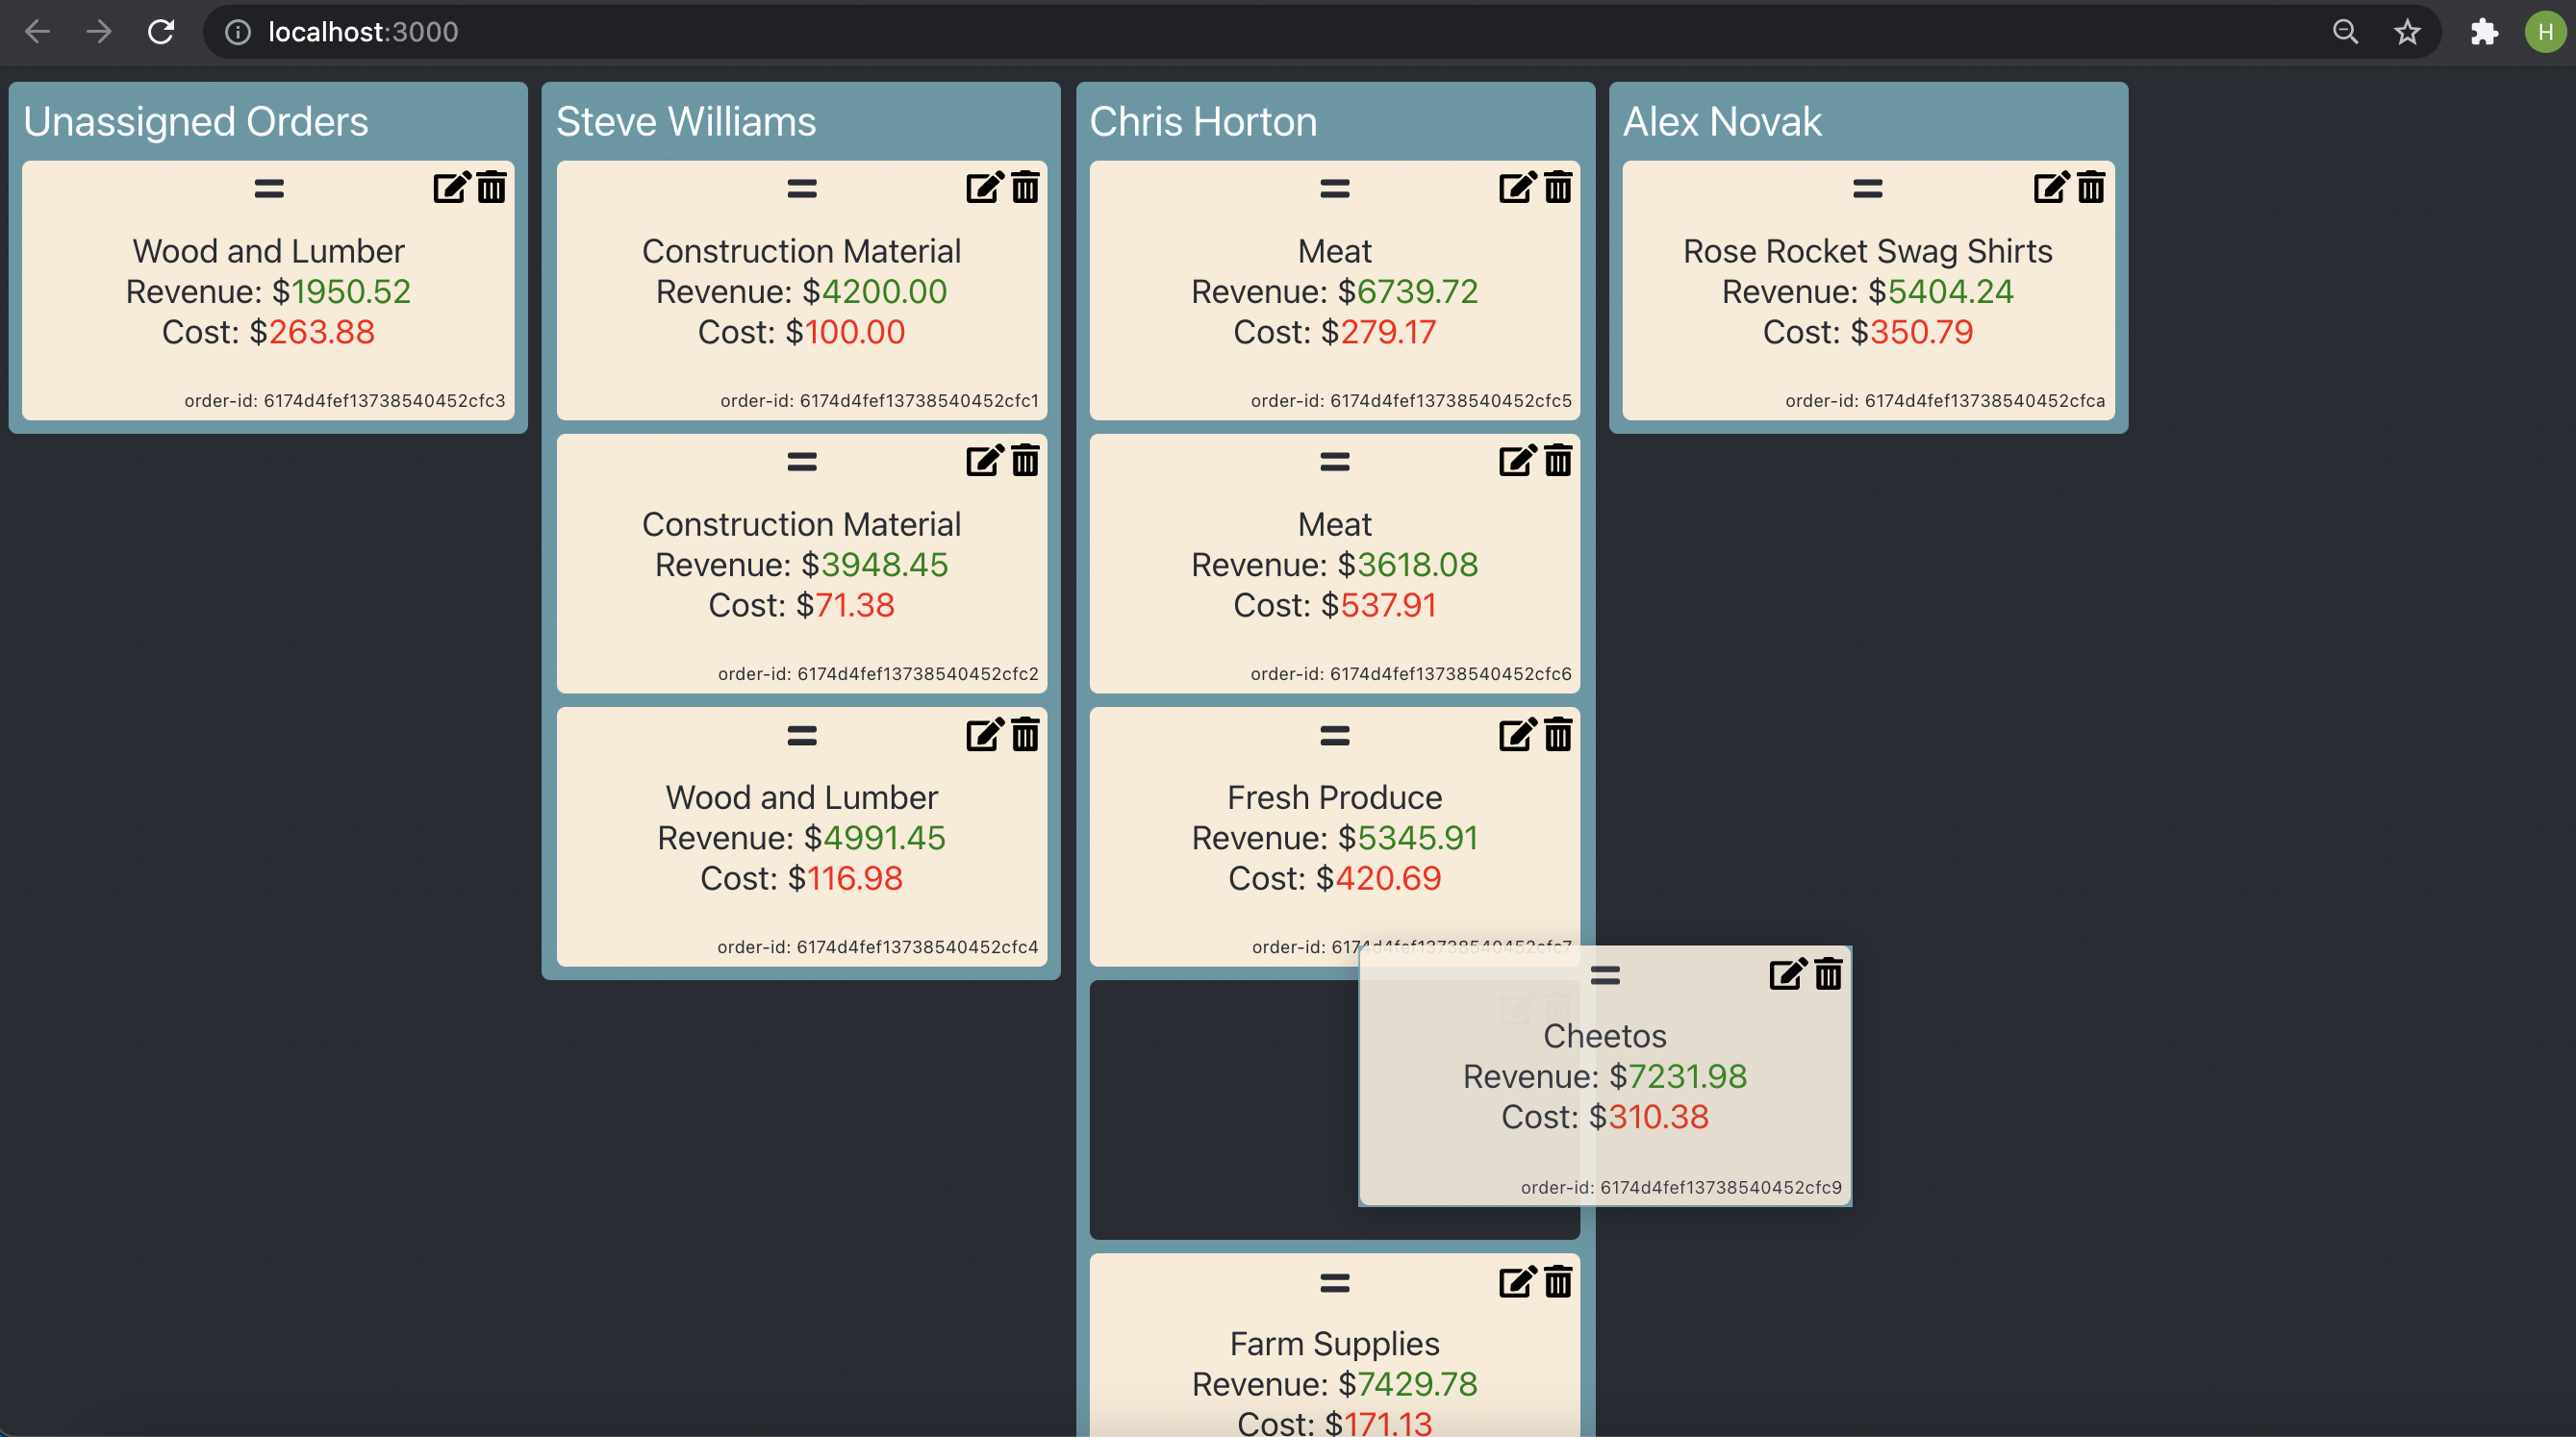 localhost:3000
H
Unassigned Orders
Wood and Lumber
Revenue: $1950.52
Cost: $263.88
order-id: 6174d4fef13738540452cfc3
Steve Williams
Construction Material
Revenue: $4200.00
Cost: $100.00
order-id: 6174d4fef13738540452cfc1
Construction Material
Revenue: $3948.45
Cost: $71.38
order-id: 6174d4fef13738540452cfc2
Wood and Lumber
Revenue: $4991.45
Cost: $116.98
order-id: 6174d4fef13738540452cfc4
Chris Horton
Meat
Revenue: $6739.72
Cost: $279.17
order-id: 6174d4fef13738540452cfc5
Meat
Revenue: $3618.08
Cost: $537.91
order-id: 6174d4fef13738540452cfc6
Fresh Produce
Revenue: $5345.91
Cost: $420.69
order-id: 6174d4fef13738540452cfc7
Cheetos
Revenue: $7231.98
Cost: $310.38
order-id: 6174d4fef13738540452cfc9
Farm Supplies
Revenue: $7429.78
Cost: $171.13
Alex Novak
Rose Rocket Swag Shirts
Revenue: $5404.24
Cost: $350.79
order-id: 6174d4fef13738540452cfca